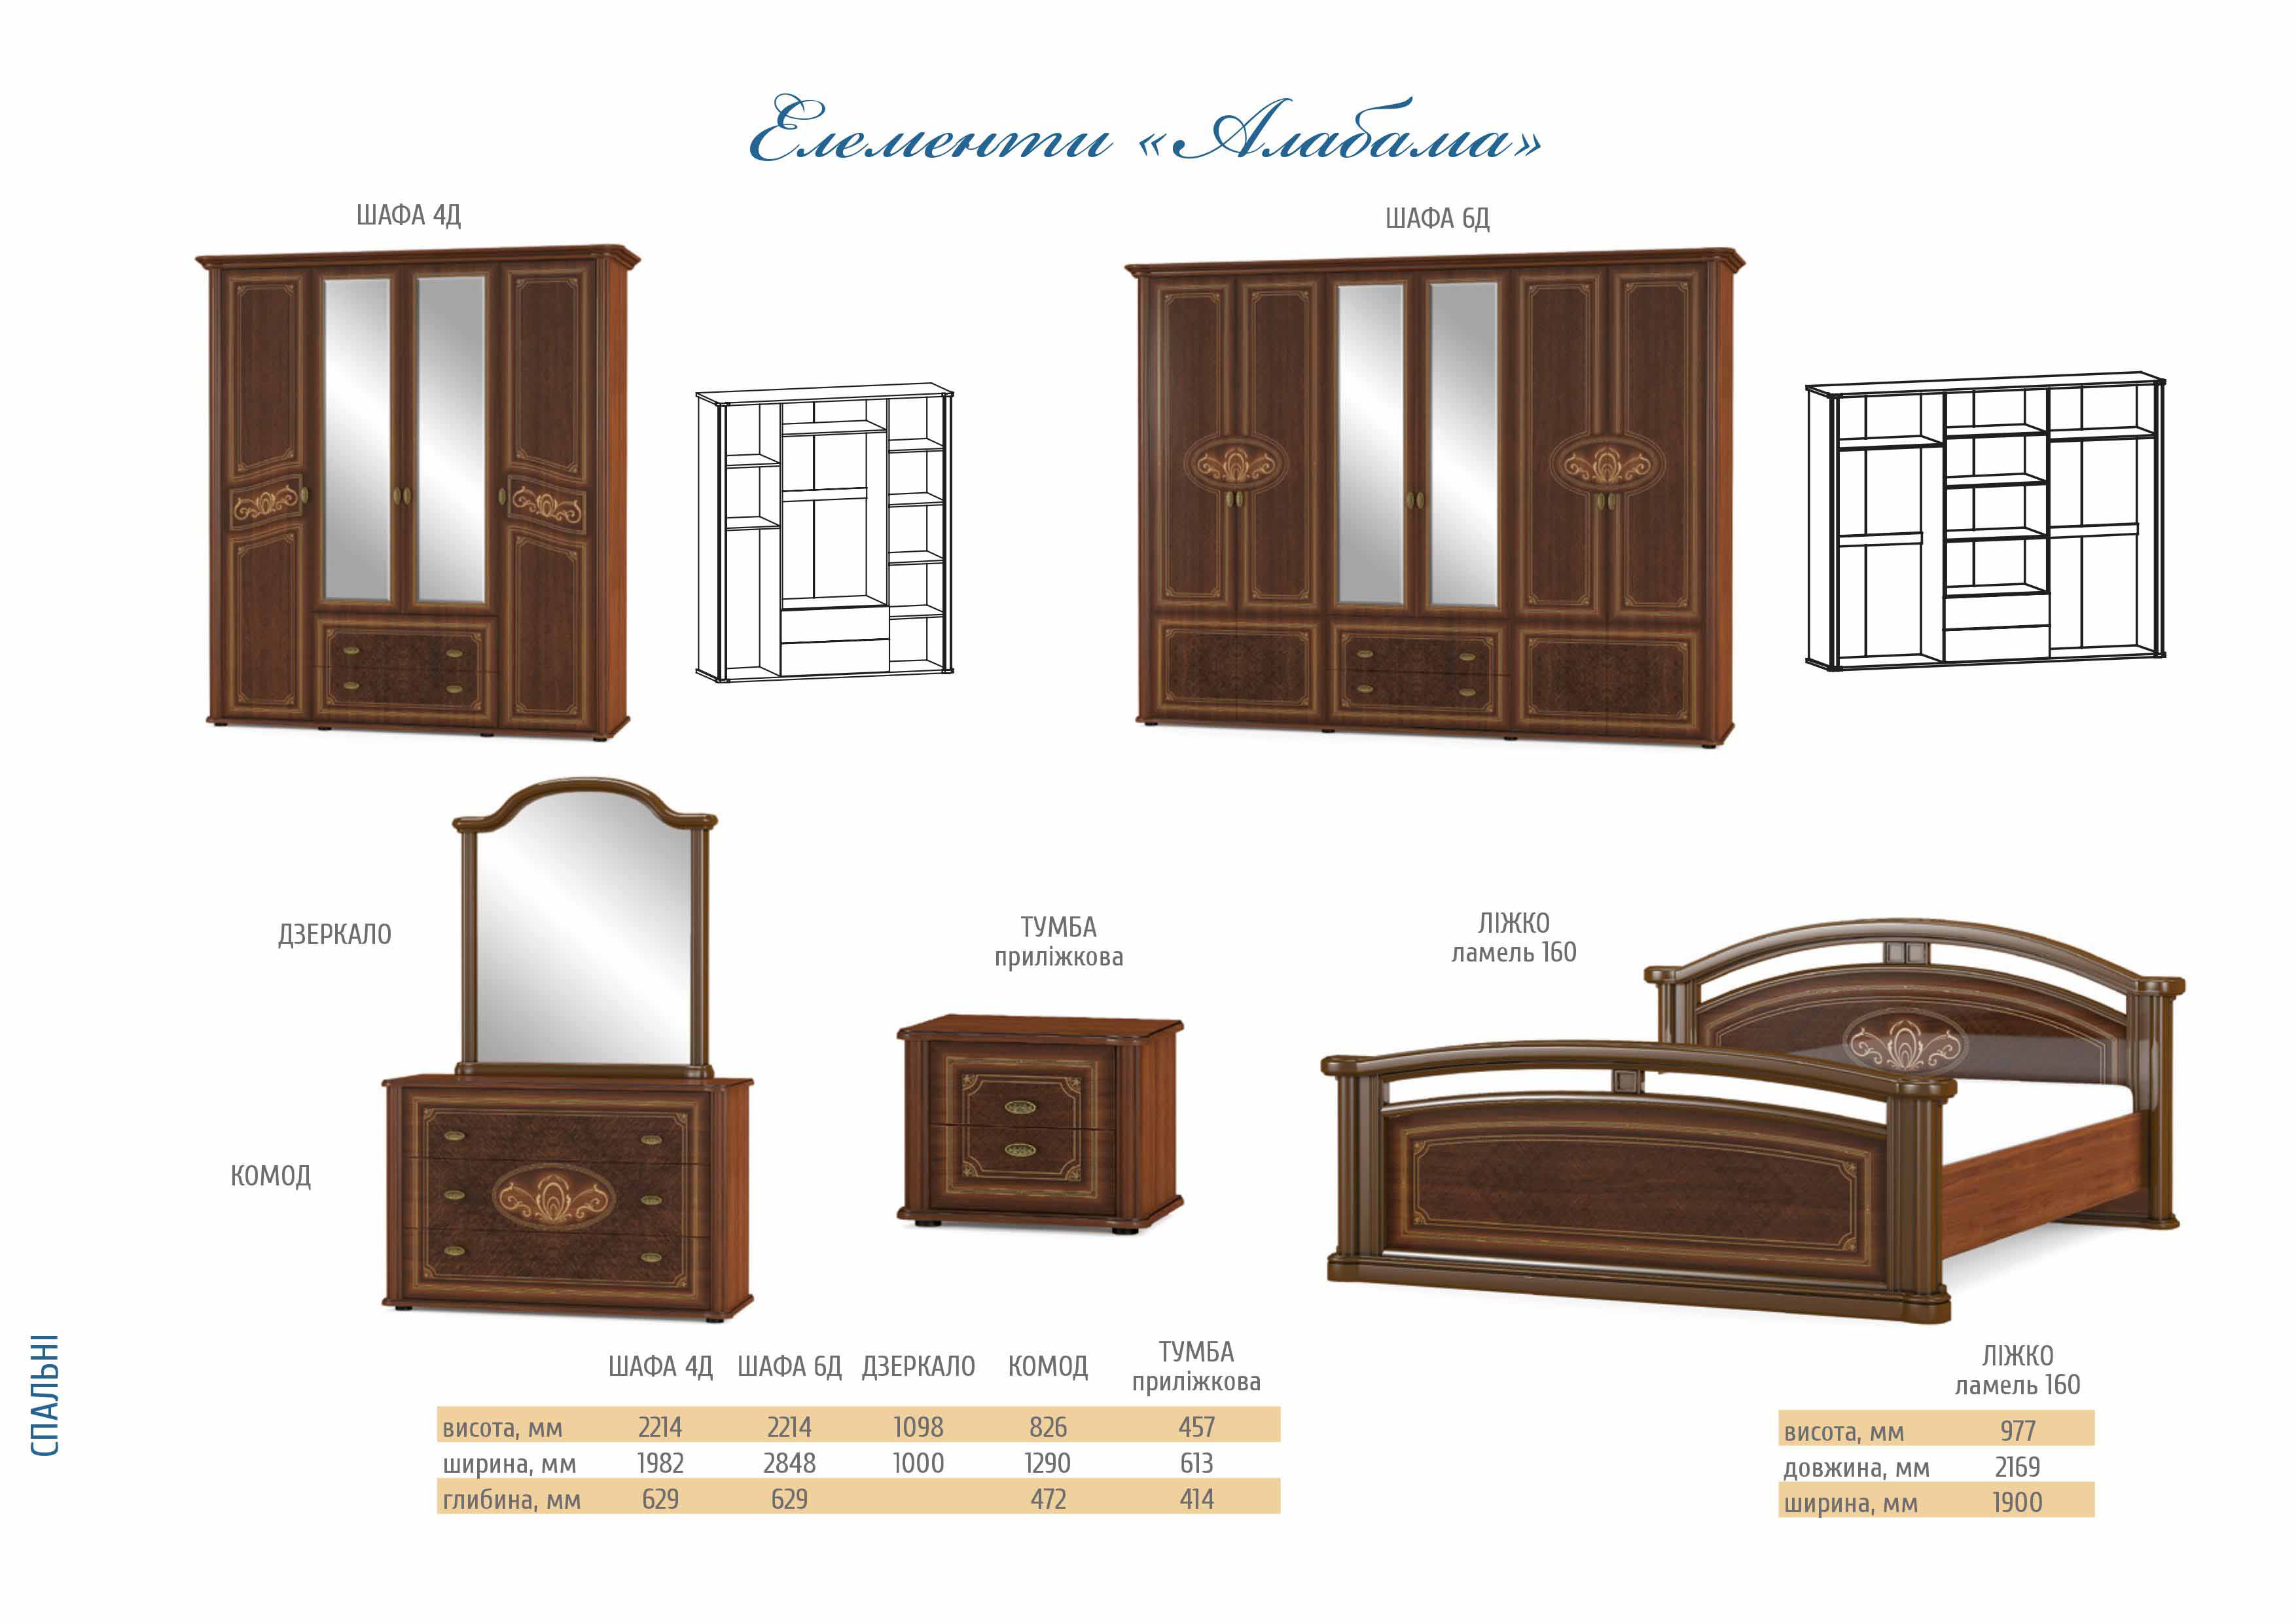 Елементи «Алабама»
ШАФА 4Д
ШАФА 6Д
ДЗЕРКАЛО
ТУМБА
приліжкова
ЛІЖКО
ламель 160
КОМОД
СПАЛЬНІ
ШАФА 4Д ШАФА 6Д ДЗЕРКАЛО КОМОД ТУМБА приліжкова
висота, мм 2214 2214 1098 826 457
ширина, мм 1982 2848 1000 1290 613
глибина, мм 629 629 472 414
ЛІЖКО
ламель 160
висота, мм 977
довжина, мм 2169
ширина, мм 1900